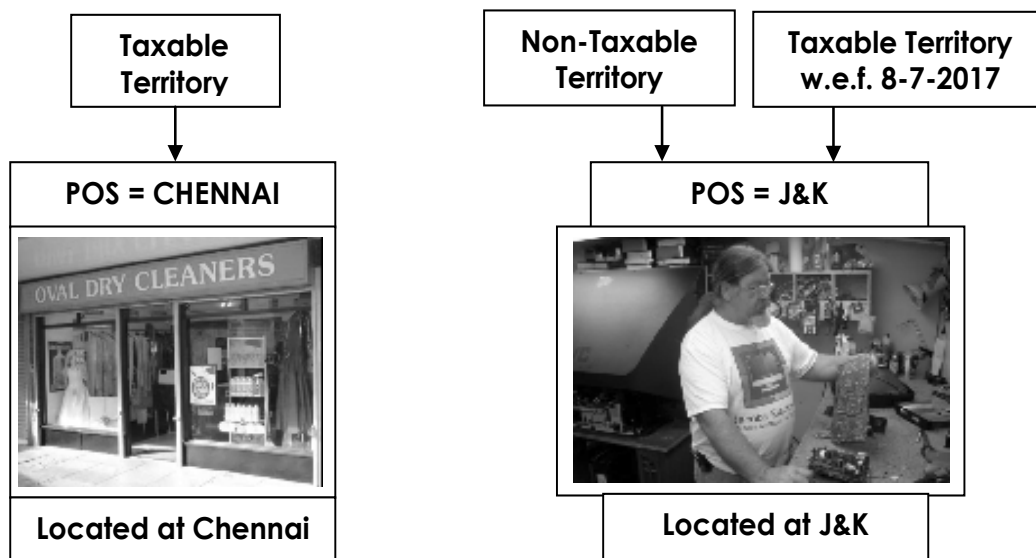 Taxable
Territory
Non-Taxable
Territory
Taxable Territory
w.e.f. 8-7-2017
POS = CHENNAI
POS = J&K
OVAL DRY CLEANERS
Located at Chennai
Located at J&K